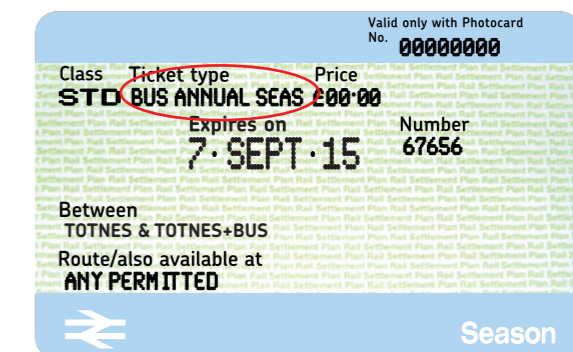 Valid only with Photocard
No. 00000000
Class Ticket type Price
STD BUS ANNUAL SEAS £00·00
Expires on Number
7·SEPT·15 67656
Between
TOTNES & TOTNES+BUS
Route/also available at
ANY PERMITTED
Season